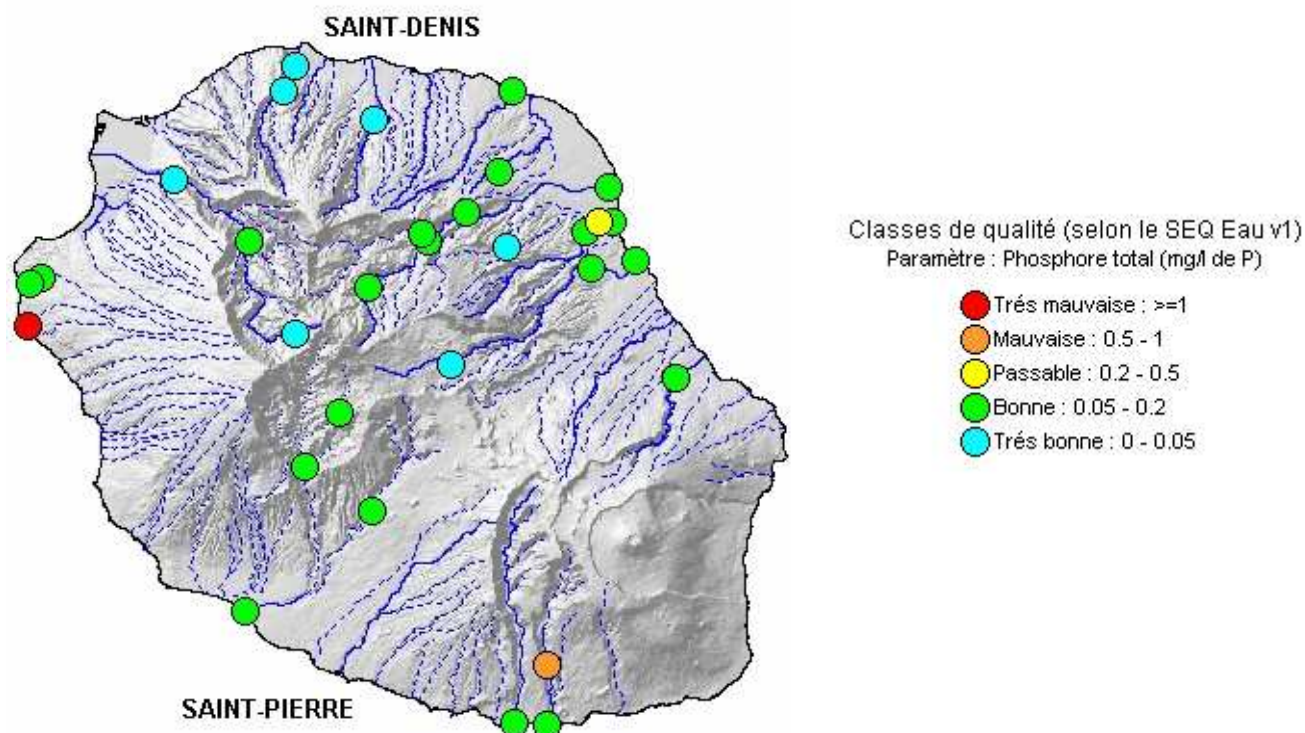 SAINT-DENIS
SAINT-PIERRE
Classes de qualité (selon le SEQ Eau v1)
Paramètre : Phosphore total (mg/l de P)
Trés mauvaise : >=1
Mauvaise : 0.5 - 1
Passable : 0.2 - 0.5
Bonne : 0.05 - 0.2
Trés bonne : 0 - 0.05